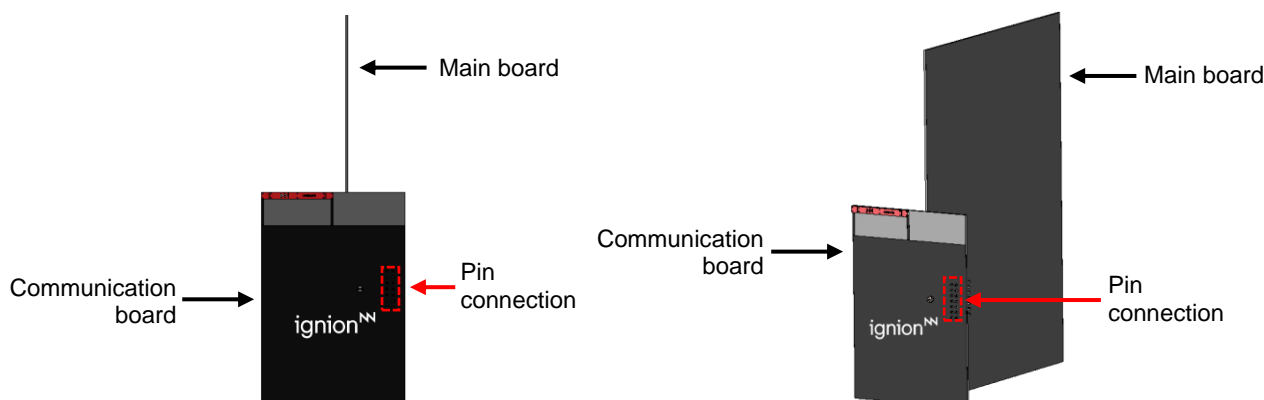 Main board
Communication
board
Pin
connection
ignion
Main board
Communication
board
Pin
connection
ignion